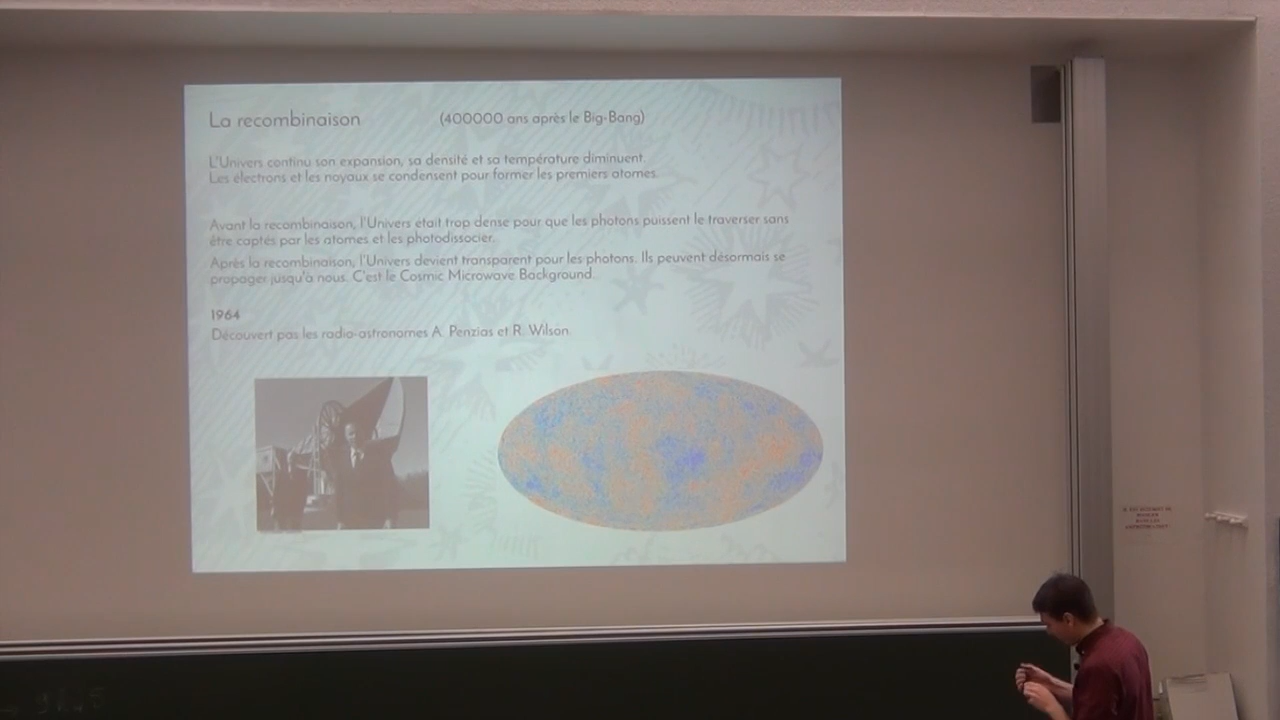 La recombinaison (400000 ans après le Big-Bang)
L'Univers continu son expansion, sa densité et sa température diminuent.
Les électrons et les noyaux se condensent pour former les premiers atomes.
Avant la recombinaison, l'Univers était trop dense pour que les photons puissent le traverser sans
être captés par les atomes et les photodissocier.
Après la recombinaison, l'Univers devient transparent pour les photons. Ils peuvent désormais se
propager jusqu'à nous. C'est le Cosmic Microwave Background.
1964
Découvert pas les radio-astronomes A. Penzias et R. Wilson.